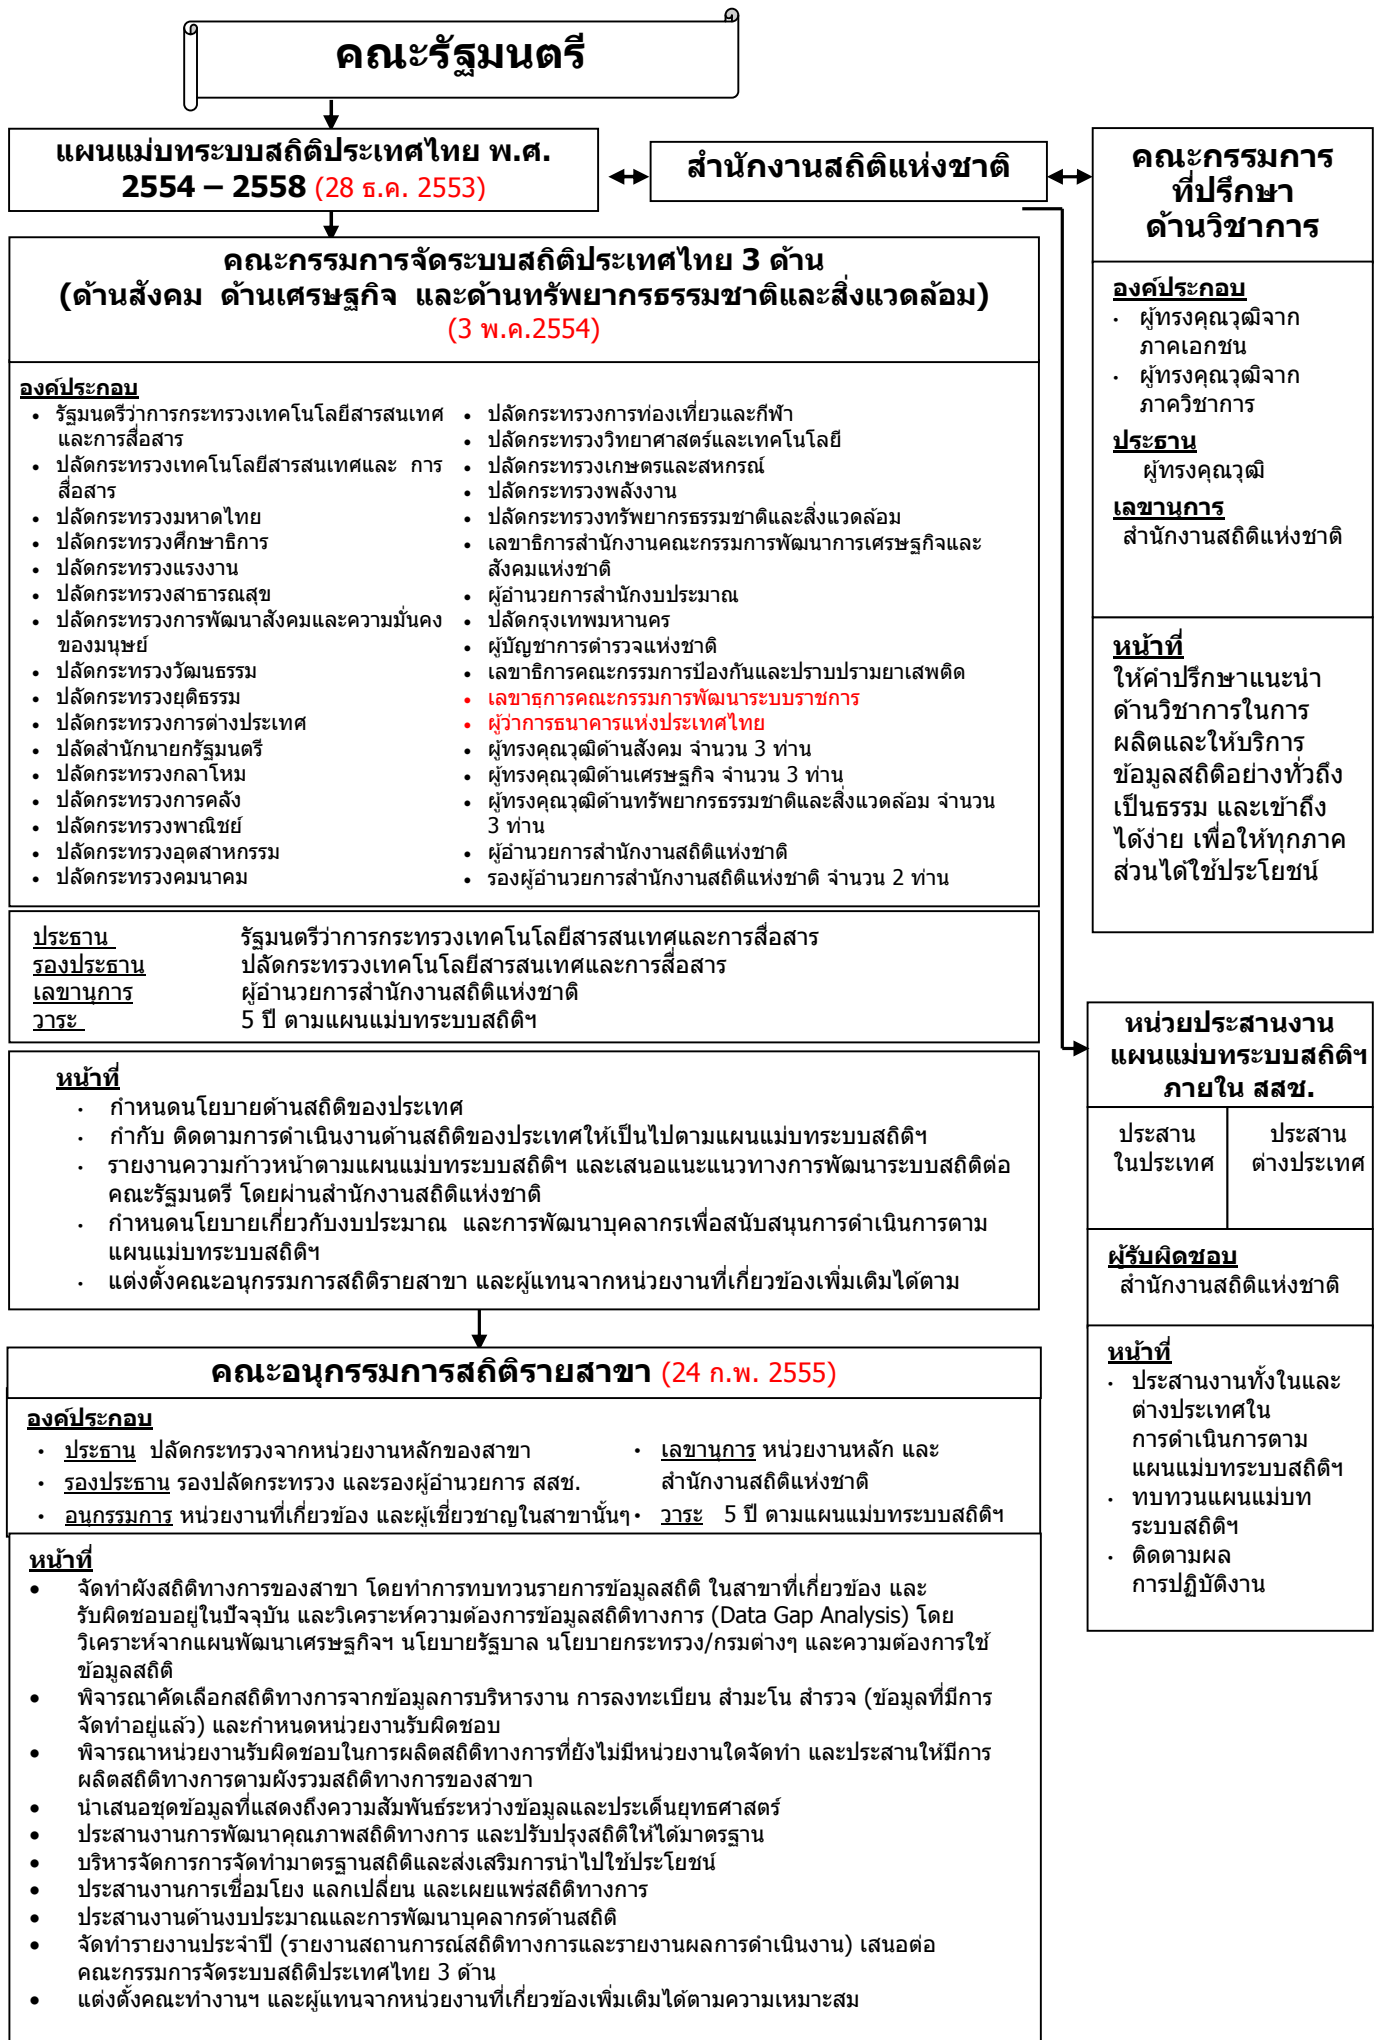 คณะรัฐมนตรี
แผนแม่บทระบบสถิติประเทศไทย พ.ศ.
2554 – 2558 (28 ธ.ค. 2553)
สำนักงานสถิติแห่งชาติ
คณะกรรมการ
ที่ปรึกษา
ด้านวิชาการ
องค์ประกอบ
• ผู้ทรงคุณวุฒิจาก
ภาคเอกชน
• ผู้ทรงคุณวุฒิจาก
ภาควิชาการ
ประธาน
ผู้ทรงคุณวุฒิ
เลขานุการ
สำนักงานสถิติแห่งชาติ
หน้าที่
ให้คำปรึกษาแนะนำ
ด้านวิชาการในการ
ผลิตและให้บริการ
ข้อมูลสถิติอย่างทั่วถึง
เป็นธรรม และเข้าถึง
ได้ง่าย เพื่อให้ทุกภาค
ส่วนได้ใช้ประโยชน์
คณะกรรมการจัดระบบสถิติประเทศไทย 3 ด้าน
(ด้านสังคม ด้านเศรษฐกิจ และด้านทรัพยากรธรรมชาติและสิ่งแวดล้อม)
(3 พ.ค.2554)
องค์ประกอบ
• รัฐมนตรีว่าการกระทรวงเทคโนโลยีสารสนเทศ
และการสื่อสาร
• ปลัดกระทรวงเทคโนโลยีสารสนเทศและ การ
สื่อสาร
• ปลัดกระทรวงมหาดไทย
• ปลัดกระทรวงศึกษาธิการ
• ปลัดกระทรวงแรงงาน
• ปลัดกระทรวงสาธารณสุข
• ปลัดกระทรวงการพัฒนาสังคมและความมั่นคง
ของมนุษย์
• ปลัดกระทรวงวัฒนธรรม
• ปลัดกระทรวงยุติธรรม
• ปลัดกระทรวงการต่างประเทศ
• ปลัดสำนักนายกรัฐมนตรี
• ปลัดกระทรวงกลาโหม
• ปลัดกระทรวงการคลัง
• ปลัดกระทรวงพาณิชย์
• ปลัดกระทรวงอุตสาหกรรม
• ปลัดกระทรวงคมนาคม
• ปลัดกระทรวงการท่องเที่ยวและกีฬา
• ปลัดกระทรวงวิทยาศาสตร์และเทคโนโลยี
• ปลัดกระทรวงเกษตรและสหกรณ์
• ปลัดกระทรวงพลังงาน
• ปลัดกระทรวงทรัพยากรธรรมชาติและสิ่งแวดล้อม
• เลขาธิการสำนักงานคณะกรรมการพัฒนาการเศรษฐกิจและ
สังคมแห่งชาติ
• ผู้อำนวยการสำนักงบประมาณ
• ปลัดกรุงเทพมหานคร
• ผู้บัญชาการตำรวจแห่งชาติ
• เลขาธิการคณะกรรมการป้องกันและปราบปรามยาเสพติด
• เลขาธุการคณะกรรมการพัฒนาระบบราชการ
• ผู้ว่าการธนาคารแห่งประเทศไทย
• ผู้ทรงคุณวุฒิด้านสังคม จำนวน 3 ท่าน
• ผู้ทรงคุณวุฒิด้านเศรษฐกิจ จำนวน 3 ท่าน
• ผู้ทรงคุณวุฒิด้านทรัพยากรธรรมชาติและสิ่งแวดล้อม จำนวน
3 ท่าน
• ผู้อำนวยการสำนักงานสถิติแห่งชาติ
• รองผู้อำนวยการสำนักงานสถิติแห่งชาติ จำนวน 2 ท่าน
ประธาน รัฐมนตรีว่าการกระทรวงเทคโนโลยีสารสนเทศและการสื่อสาร
รองประธาน ปลัดกระทรวงเทคโนโลยีสารสนเทศและการสื่อสาร
เลขานุการ ผู้อำนวยการสำนักงานสถิติแห่งชาติ
วาระ 5 ปี ตามแผนแม่บทระบบสถิติฯ
หน้าที่
• กำหนดนโยบายด้านสถิติของประเทศ
• กำกับ ติดตามการดำเนินงานด้านสถิติของประเทศให้เป็นไปตามแผนแม่บทระบบสถิติฯ
• รายงานความก้าวหน้าตามแผนแม่บทระบบสถิติฯ และเสนอแนะแนวทางการพัฒนาระบบสถิติต่อ
คณะรัฐมนตรี โดยผ่านสำนักงานสถิติแห่งชาติ
• กำหนดนโยบายเกี่ยวกับงบประมาณ และการพัฒนาบุคลากรเพื่อสนับสนุนการดำเนินการตาม
แผนแม่บทระบบสถิติฯ
• แต่งตั้งคณะอนุกรรมการสถิติรายสาขา และผู้แทนจากหน่วยงานที่เกี่ยวข้องเพิ่มเติมได้ตาม
หน่วยประสานงาน
แผนแม่บทระบบสถิติฯ
ภายใน สสช.
ประสาน
ในประเทศ
ประสาน
ต่างประเทศ
ผู้รับผิดชอบ
สำนักงานสถิติแห่งชาติ
หน้าที่
• ประสานงานทั้งในและ
ต่างประเทศใน
การดำเนินการตาม
แผนแม่บทระบบสถิติฯ
• ทบทวนแผนแม่บท
ระบบสถิติฯ
• ติดตามผล
การปฏิบัติงาน
คณะอนุกรรมการสถิติรายสาขา (24 ก.พ. 2555)
องค์ประกอบ
• ประธาน ปลัดกระทรวงจากหน่วยงานหลักของสาขา
• รองประธาน รองปลัดกระทรวง และรองผู้อำนวยการ สสช.
• อนุกรรมการ หน่วยงานที่เกี่ยวข้อง และผู้เชี่ยวชาญในสาขานั้นๆ
• เลขานุการ หน่วยงานหลัก และ
สำนักงานสถิติแห่งชาติ
• วาระ 5 ปี ตามแผนแม่บทระบบสถิติฯ
หน้าที่
• จัดทำผังสถิติทางการของสาขา โดยทำการทบทวนรายการข้อมูลสถิติ ในสาขาที่เกี่ยวข้อง และ
รับผิดชอบอยู่ในปัจจุบัน และวิเคราะห์ความต้องการข้อมูลสถิติทางการ (Data Gap Analysis) โดย
วิเคราะห์จากแผนพัฒนาเศรษฐกิจฯ นโยบายรัฐบาล นโยบายกระทรวง/กรมต่างๆ และความต้องการใช้
ข้อมูลสถิติ
• พิจารณาคัดเลือกสถิติทางการจากข้อมูลการบริหารงาน การลงทะเบียน สำมะโน สำรวจ (ข้อมูลที่มีการ
จัดทำอยู่แล้ว) และกำหนดหน่วยงานรับผิดชอบ
• พิจารณาหน่วยงานรับผิดชอบในการผลิตสถิติทางการที่ยังไม่มีหน่วยงานใดจัดทำ และประสานให้มีการ
ผลิตสถิติทางการตามผังรวมสถิติทางการของสาขา
• นำเสนอชุดข้อมูลที่แสดงถึงความสัมพันธ์ระหว่างข้อมูลและประเด็นยุทธศาสตร์
• ประสานงานการพัฒนาคุณภาพสถิติทางการ และปรับปรุงสถิติให้ได้มาตรฐาน
• บริหารจัดการการจัดทำมาตรฐานสถิติและส่งเสริมการนำไปใช้ประโยชน์
• ประสานงานการเชื่อมโยง แลกเปลี่ยน และเผยแพร่สถิติทางการ
• ประสานงานด้านงบประมาณและการพัฒนาบุคลากรด้านสถิติ
• จัดทำรายงานประจำปี (รายงานสถานการณ์สถิติทางการและรายงานผลการดำเนินงาน) เสนอต่อ
คณะกรรมการจัดระบบสถิติประเทศไทย 3 ด้าน
• แต่งตั้งคณะทำงานฯ และผู้แทนจากหน่วยงานที่เกี่ยวข้องเพิ่มเติมได้ตามความเหมาะสม